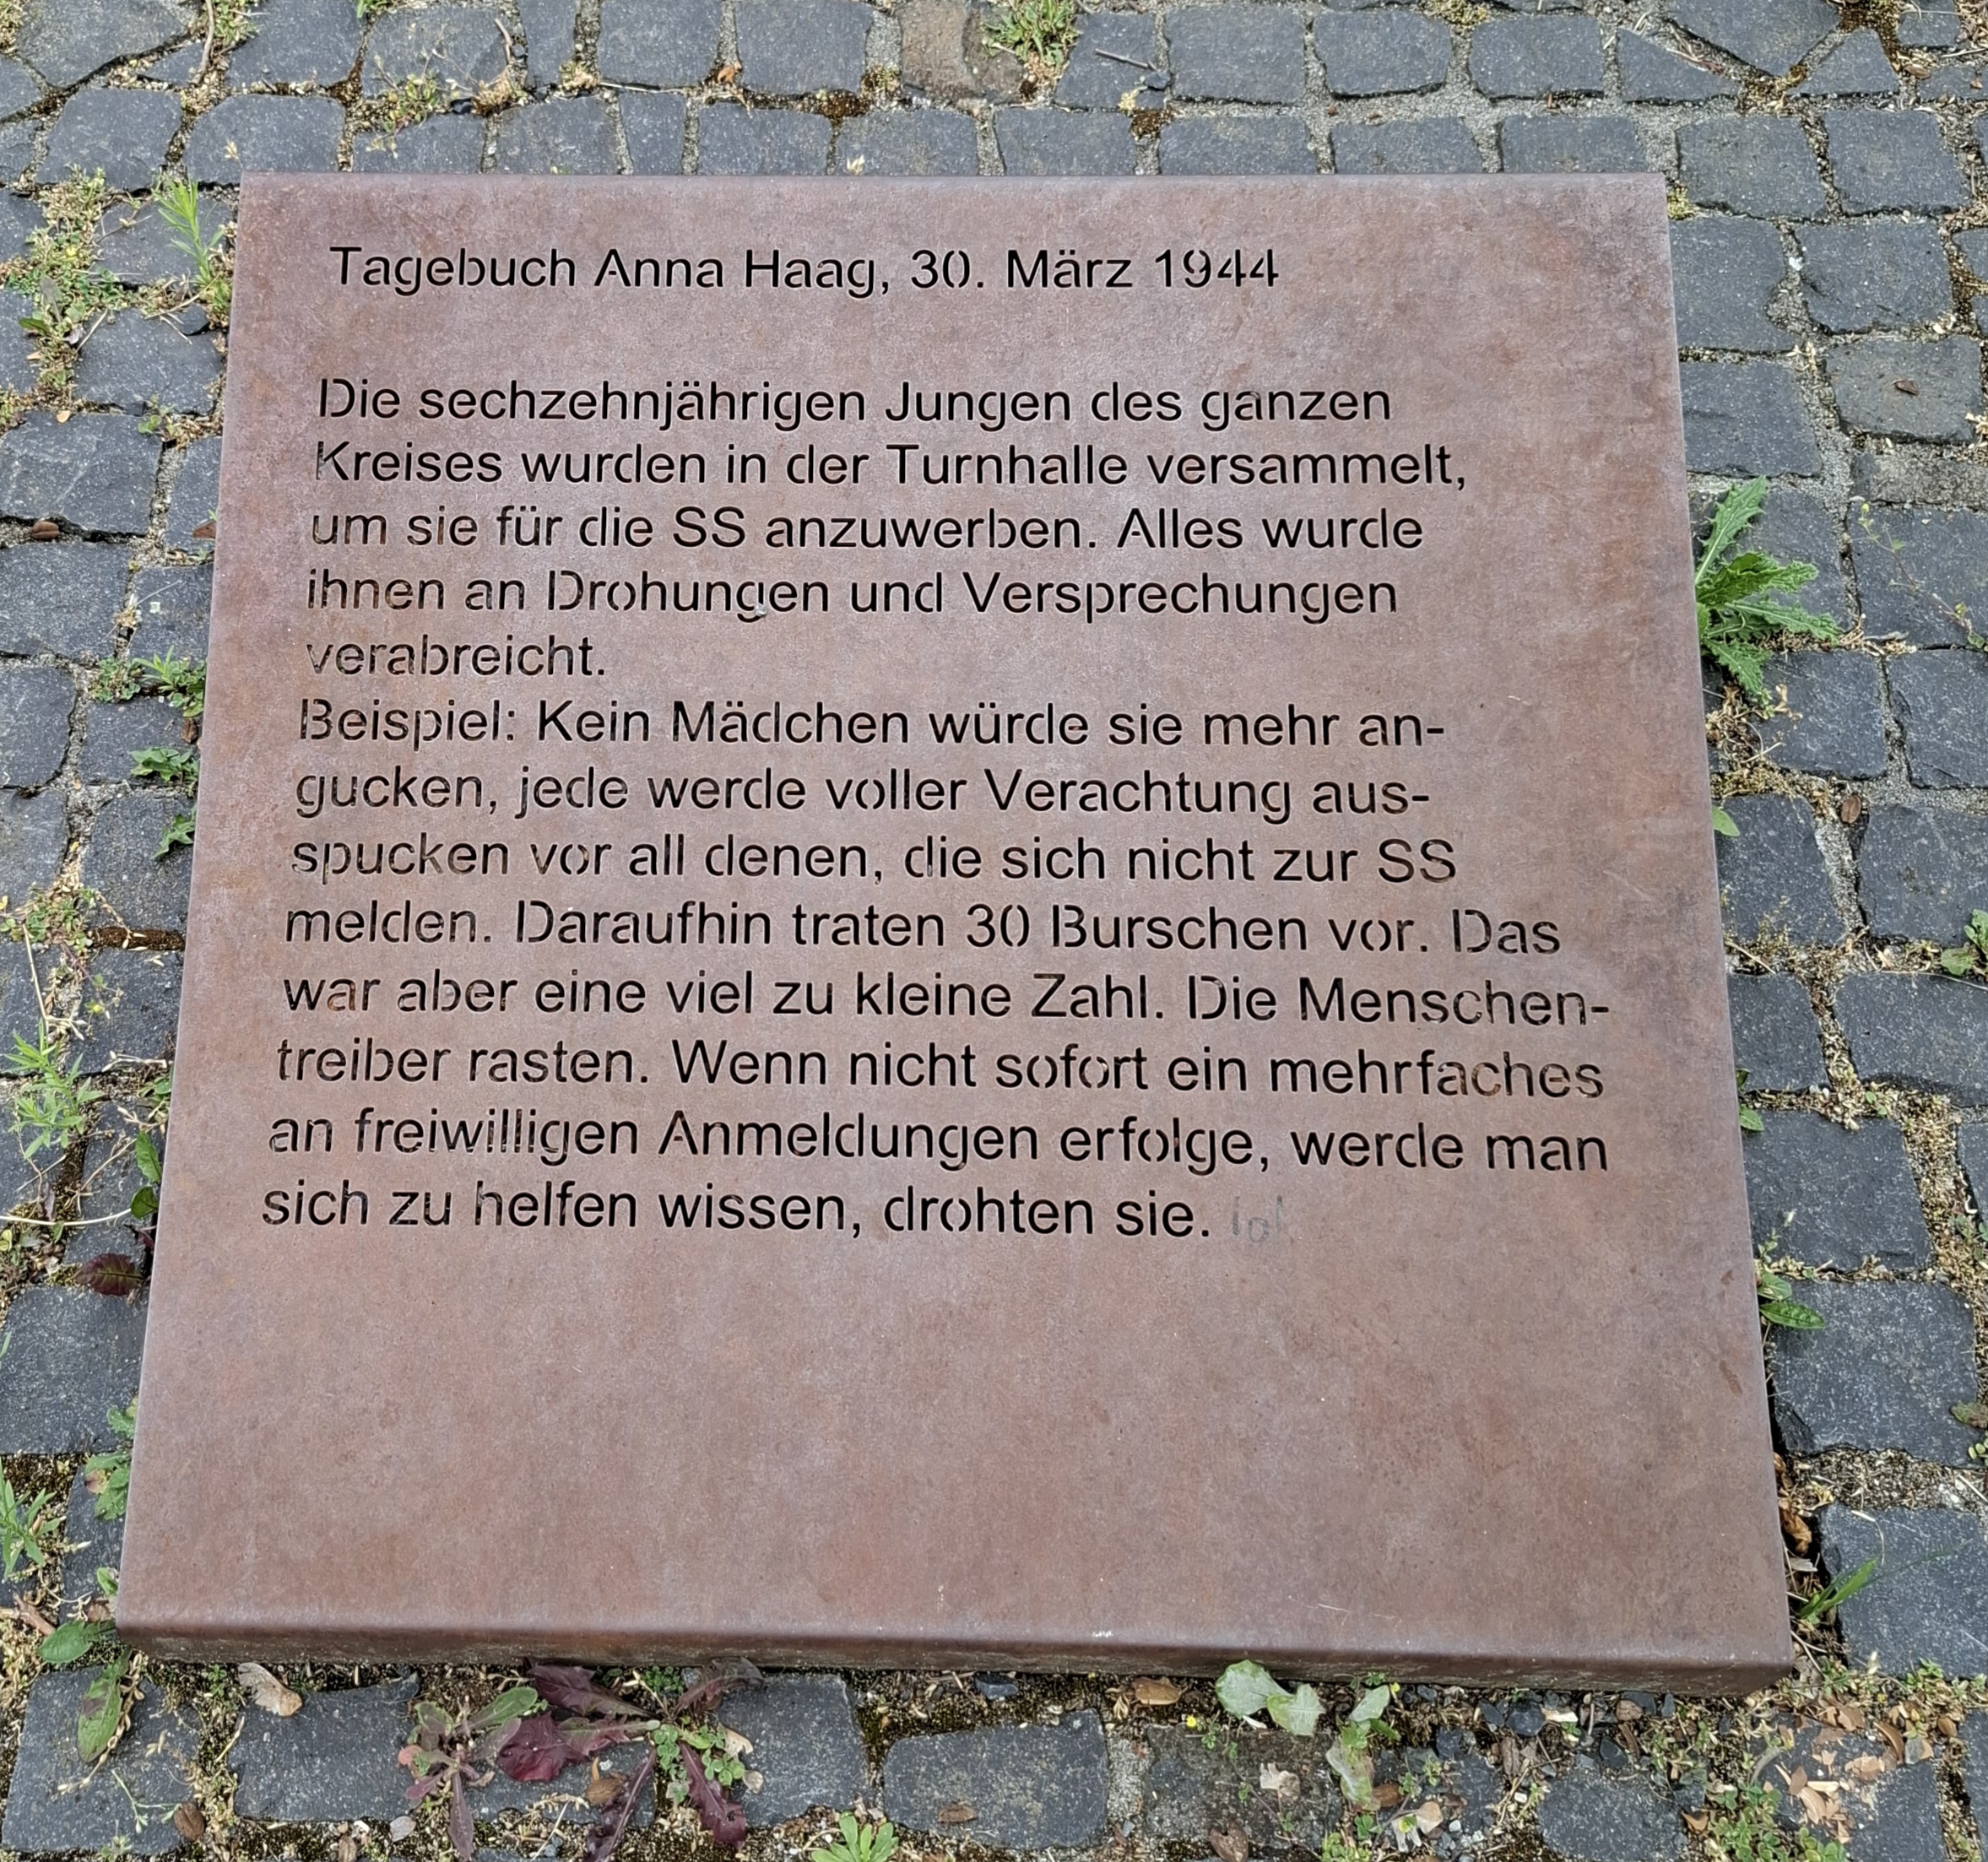 Tagebuch Anna Haag, 30. März 1944
Die sechzehnjährigen Jungen des ganzen
Kreises wurden in der Turnhalle versammelt,
um sie für die SS anzuwerben. Alles wurde
ihnen an Drohungen und Versprechungen
verabreicht.
Beispiel: Kein Mädchen würde sie mehr an-
gucken, jede werde voller Verachtung aus-
spucken vor all denen, die sich nicht zur SS
melden. Daraufhin traten 30 Burschen vor. Das
war aber eine viel zu kleine Zahl. Die Menschen-
treiber rasten. Wenn nicht sofort ein mehrfaches
an freiwilligen Anmeldungen erfolge, werde man
sich zu helfen wissen, drohten sie. lol